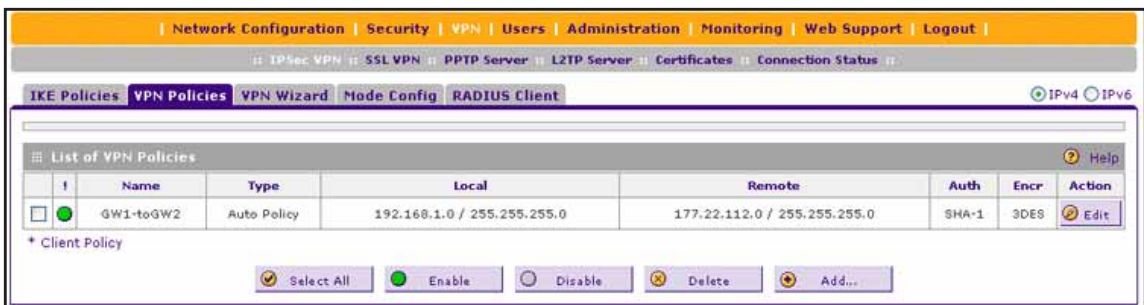 | Network Configuration | Security | VPN | Users | Administration | Monitoring | Web Support | Logout |
:: IPSec VPN :: SSL VPN :: PPTP Server :: L2TP Server :: Certificates :: Connection Status ::
IKE Policies VPN Policies VPN Wizard Mode Config RADIUS Client IPv4 IPv6
List of VPN Policies Help
! Name Type Local Remote Auth Encr Action
GW1-toGW2 Auto Policy 192.168.1.0 / 255.255.255.0 177.22.112.0 / 255.255.255.0 SHA-1 3DES Edit
* Client Policy
Select All Enable Disable Delete Add...